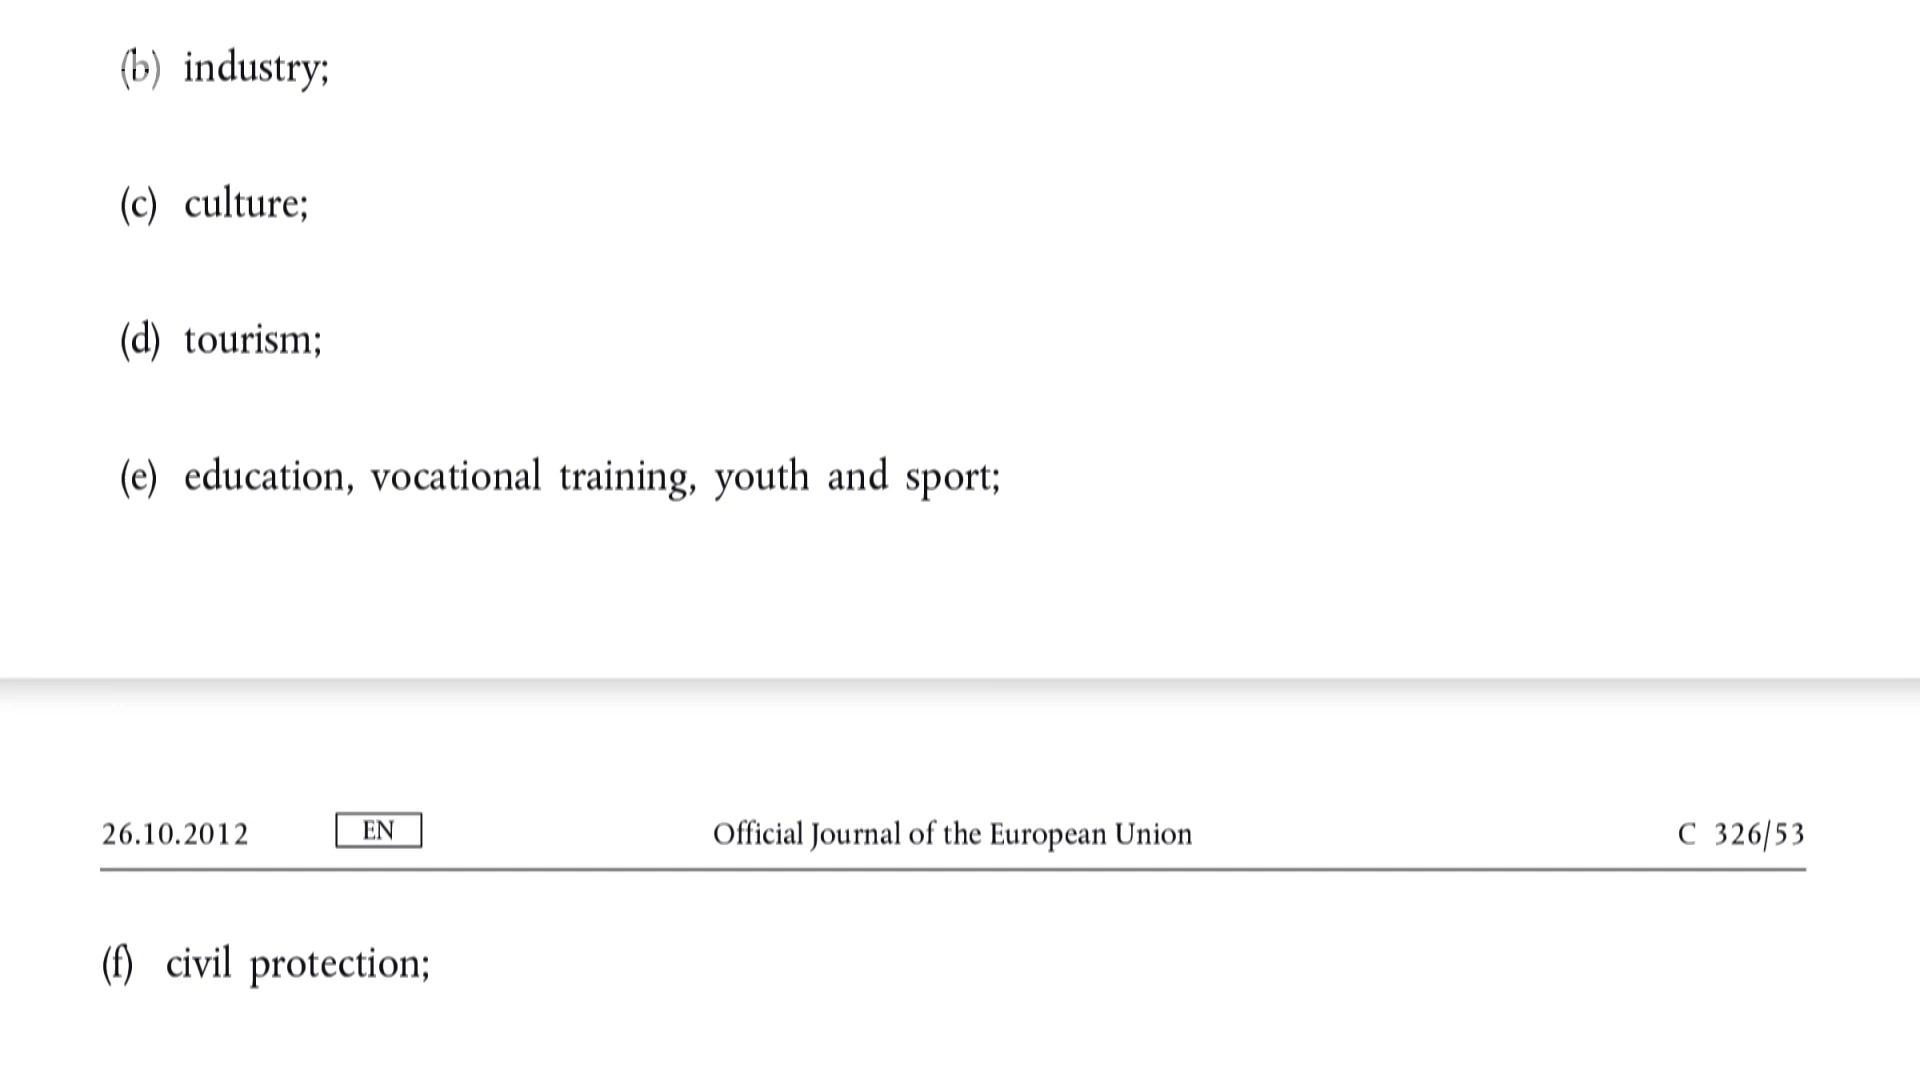 (b) industry;
(c) culture;
(d) tourism;
(e) education, vocational training, youth and sport;
26.10.2012 EN Official Journal of the European Union C 326/53
(f) civil protection;